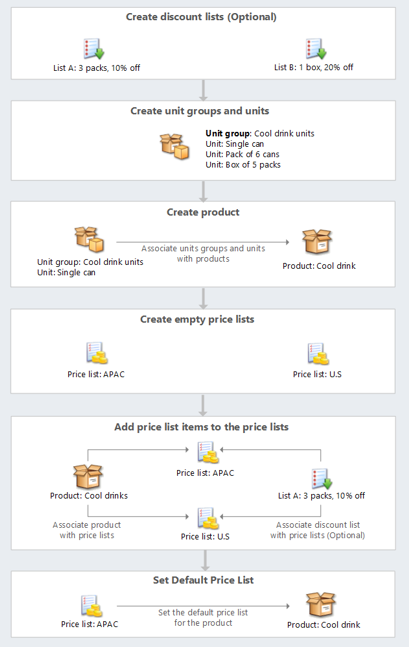 Create discount lists (Optional)
List A: 3 packs, 10% off
List B: 1 box, 20% off
Create unit groups and units
Unit group: Cool drink units
Unit: Single can
Unit: Pack of 6 cans
Unit: Box of 5 packs
Create product
Unit group: Cool drink units
Unit: Single can
Associate units groups and units
with products
Product: Cool drink
Create empty price lists
Price list: APAC
Price list: U.S
Add price list items to the price lists
Price list: APAC
Product: Cool drinks
List A: 3 packs, 10% off
Associate product
with price lists
Price list: U.S
Associate discount list
with price lists (Optional)
Set Default Price List
Price list: APAC
Set the default price list
for the product
Product: Cool drink